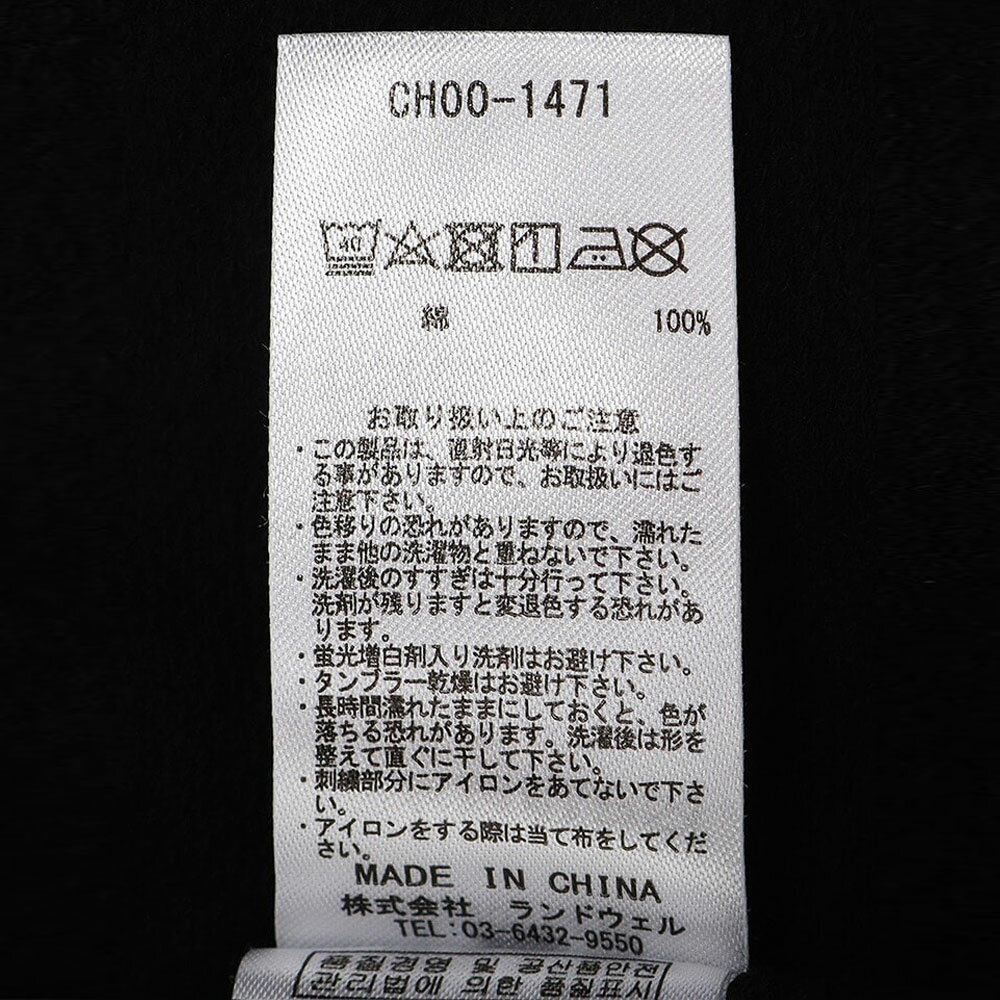 CH00-1471
40
綿 100%
お取り扱い上のご注意
・この製品は、直射日光等により退色す
る事がありますので、お取扱いにはご
注意下さい。
・色移りの恐れがありますので、濡れた
まま他の洗濯物と重ねないで下さい。
・洗濯後のすすぎは十分行って下さい。
洗剤が残りますと変退色する恐れがあ
ります。
・蛍光増白剤入り洗剤はお避け下さい。
・タンブラー乾燥はお避け下さい。
・長時間濡れたままにしておくと、色が
落ちる恐れがあります。洗濯後は形を
整えて直ぐに干して下さい。
・刺繍部分にアイロンをあてないで下さ
い。
・アイロンをする際は当て布をしてくだ
さい。
MADE IN CHINA
株式会社 ランドウェル
TEL:03-6432-9550